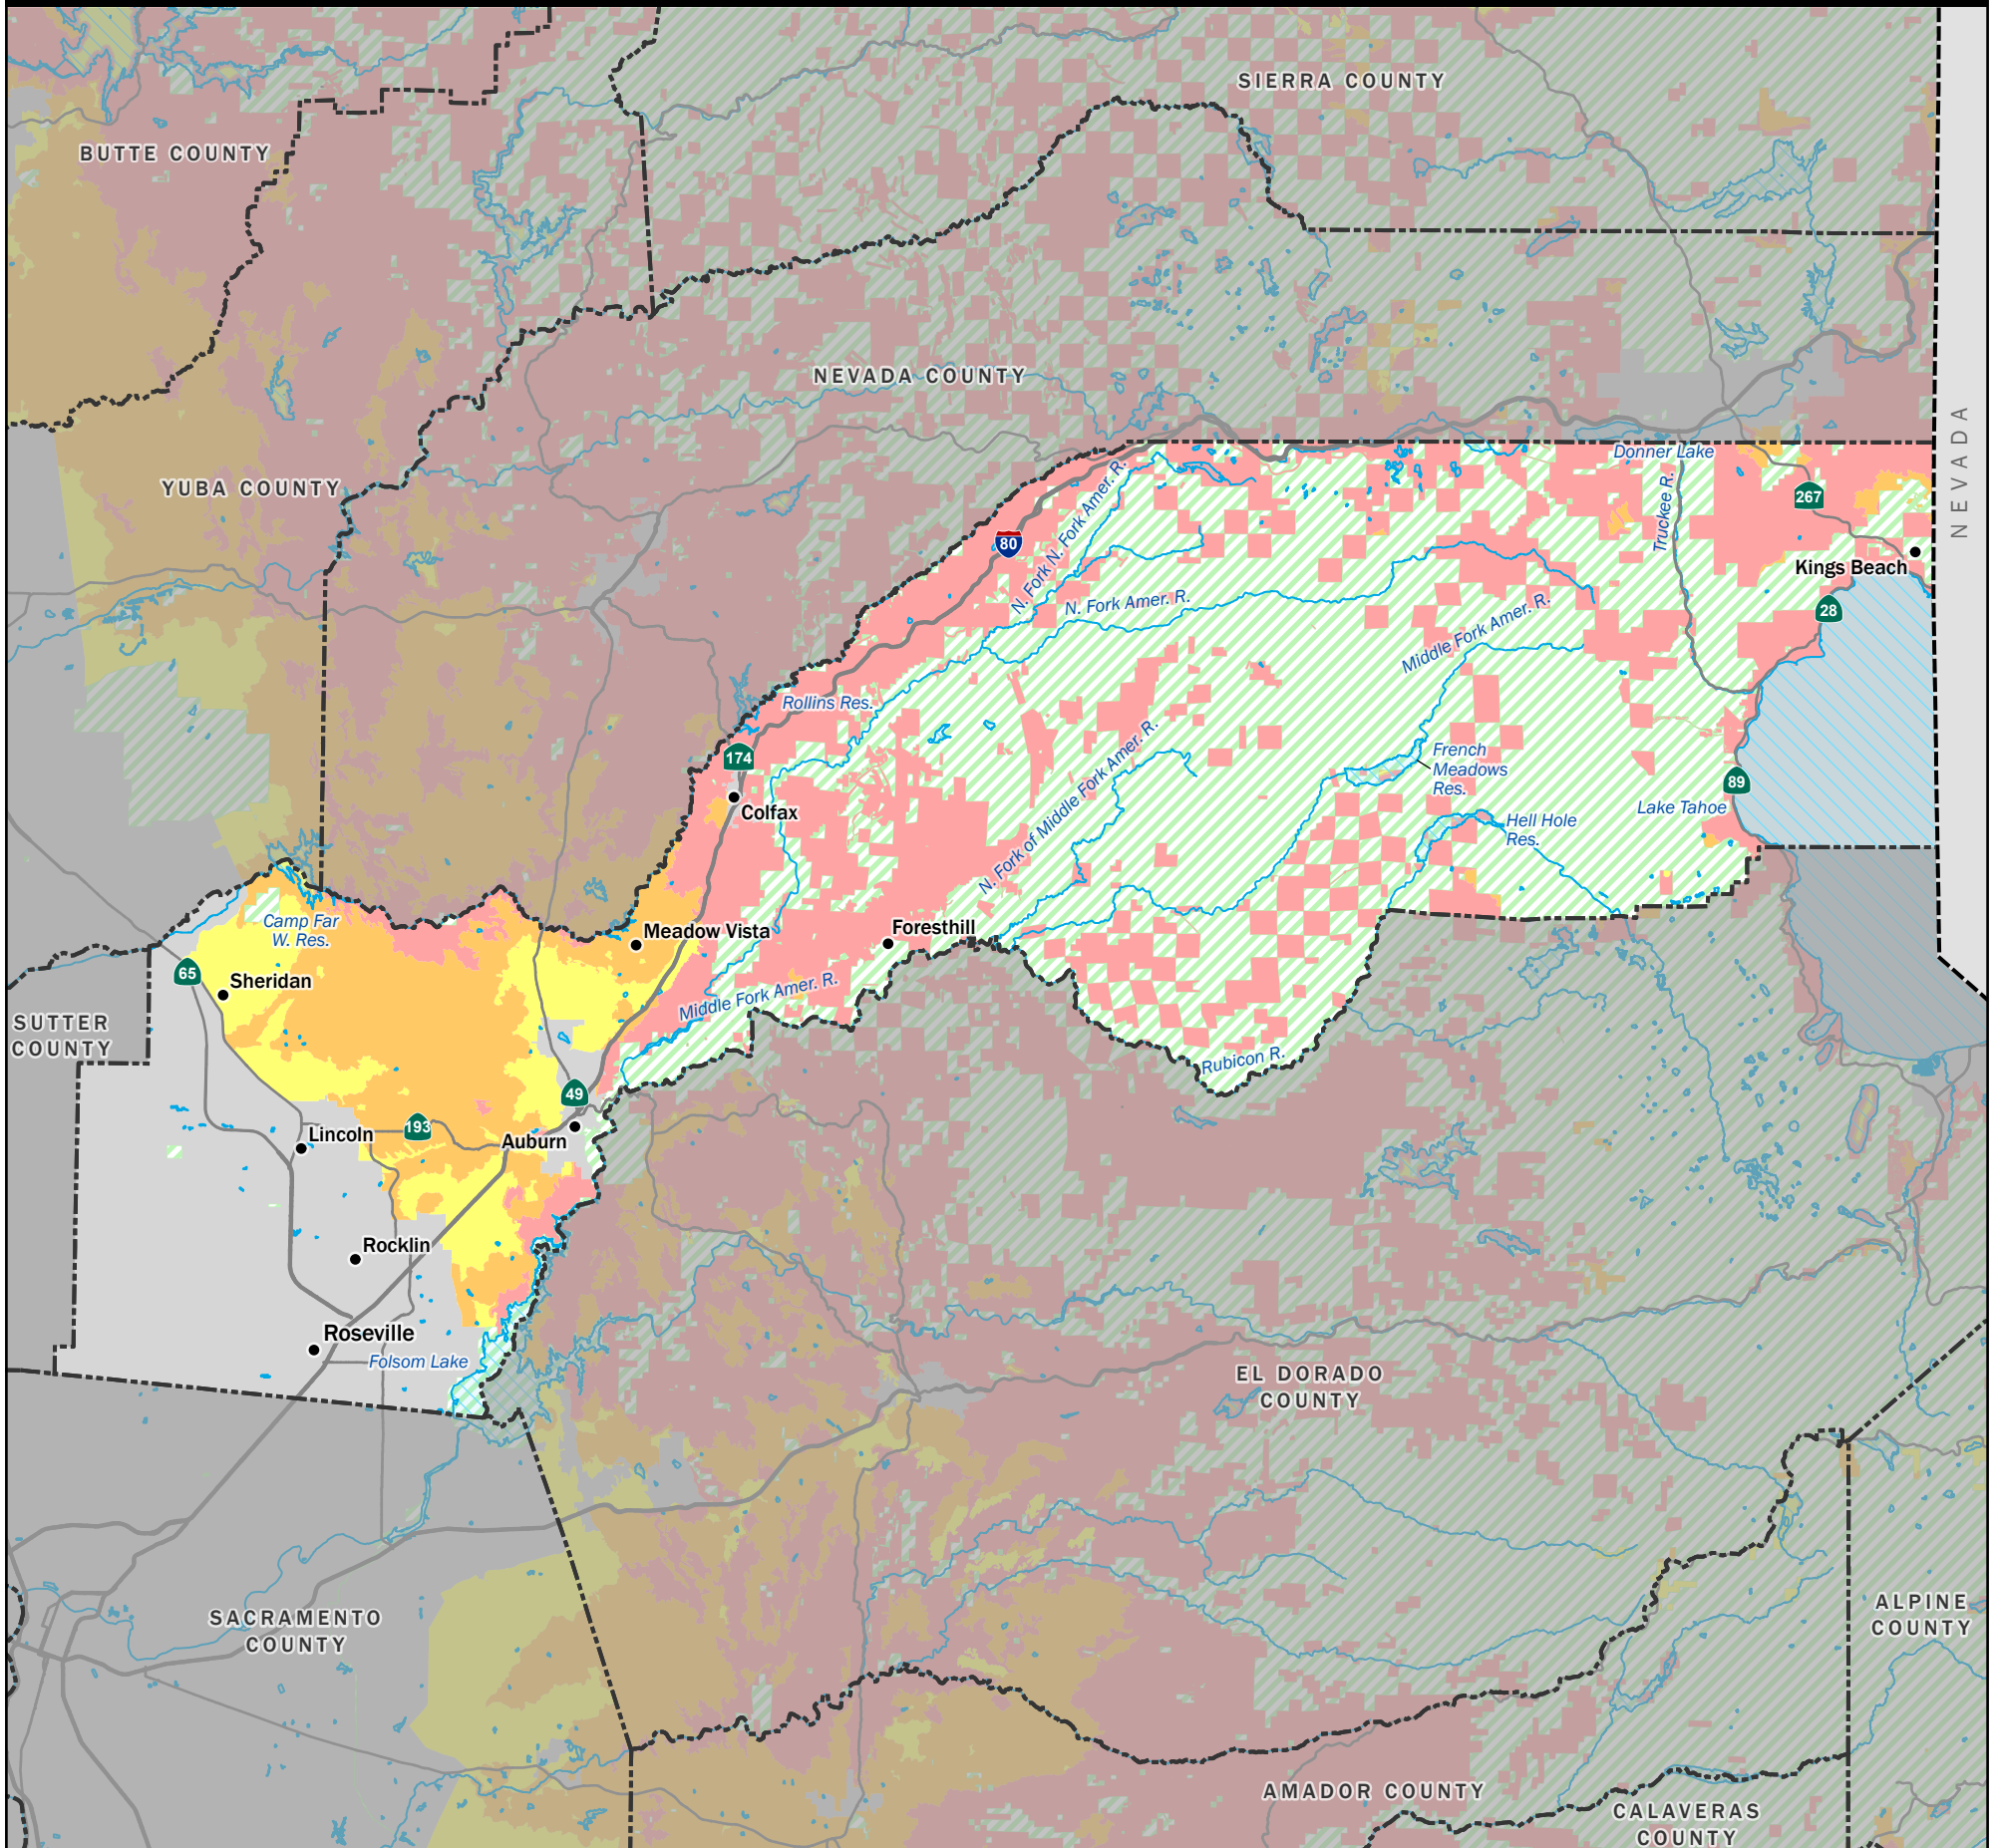 SIERRA COUNTY
BUTTE COUNTY
NEVADA COUNTY
NEVADA
YUBA COUNTY
Donner Lake
Truckee R.
267
80
N. Fork N. Fork Amer. R.
Kings Beach
N. Fork Amer. R.
28
Middle Fork Amer. R.
Rollins Res.
174
French
Meadows
Res.
89
Colfax
Lake Tahoe
Hell Hole
Res.
N. Fork of Middle Fork Amer. R.
Camp Far
W. Res.
Meadow Vista
Foresthill
65
Sheridan
Middle Fork Amer. R.
SUTTER
COUNTY
Rubicon R.
49
193
Lincoln
Auburn
Rocklin
Roseville
Folsom Lake
EL DORADO
COUNTY
SACRAMENTO
COUNTY
ALPINE
COUNTY
AMADOR COUNTY
CALAVERAS
COUNTY